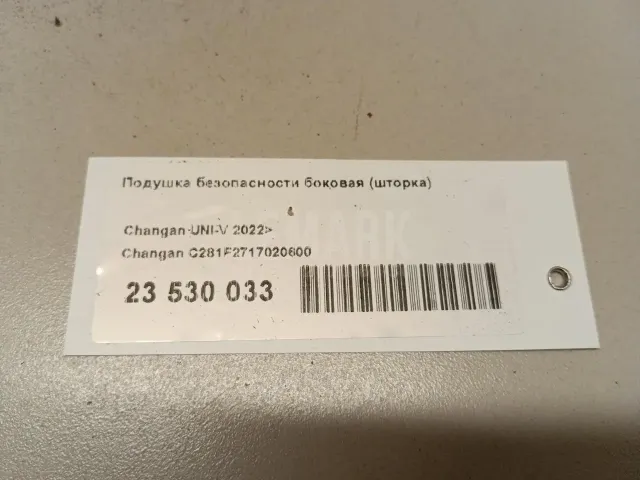 Подушка безопасности боковая (шторка)
Changan UNI-V 2022>
Changan C281F2717020600
23 530 033